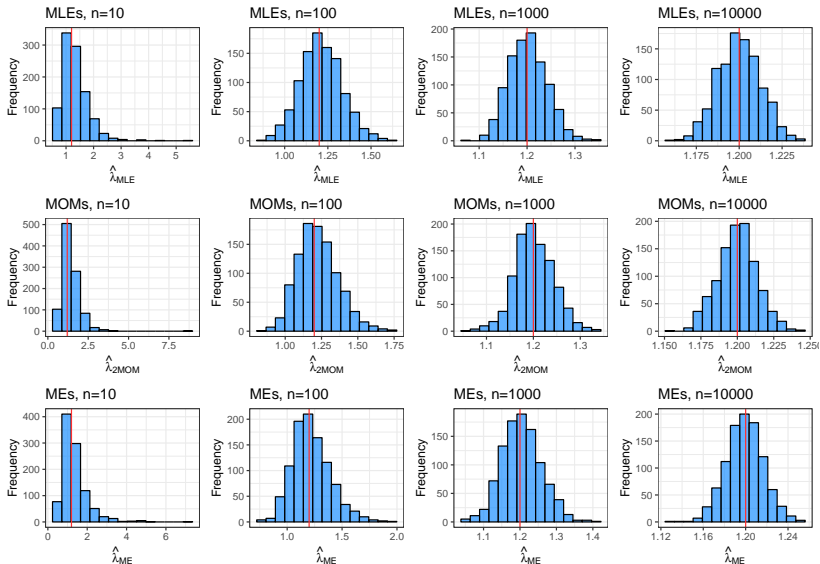 MLEs, n=10 MLEs, n=100 MLEs, n=1000 MLEs, n=10000
Frequency
0 100 200 300
1 2 3 4 5
λ̂MLE
Frequency
0 50 100 150
1.00 1.25 1.50
λ̂MLE
Frequency
0 50 100 150 200
1.1 1.2 1.3
λ̂MLE
Frequency
0 50 100 150
1.175 1.200 1.225
λ̂MLE
MOMs, n=10 MOMs, n=100 MOMs, n=1000 MOMs, n=10000
Frequency
0 100 200 300 400 500
0.0 2.5 5.0 7.5
λ̂2MOM
Frequency
0 50 100 150
1.00 1.25 1.50 1.75
λ̂2MOM
Frequency
0 50 100 150 200
1.1 1.2 1.3
λ̂2MOM
Frequency
0 50 100 150 200
1.150 1.175 1.200 1.225 1.250
λ̂2MOM
MEs, n=10 MEs, n=100 MEs, n=1000 MEs, n=10000
Frequency
0 100 200 300 400
0 2 4 6
λ̂ME
Frequency
0 50 100 150 200
1.0 1.5 2.0
λ̂ME
Frequency
0 50 100 150
1.1 1.2 1.3 1.4
λ̂ME
Frequency
0 50 100 150 200
1.12 1.16 1.20 1.24
λ̂ME